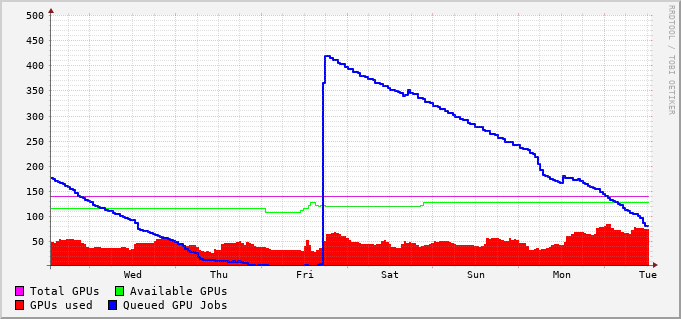 500
450
400
350
300
250
200
150
100
50
Wed Thu Fri Sat Sun Mon Tue
Total GPUs Available GPUs
GPUs used Queued GPU Jobs
RRDTOOL / TOBI OETIKER